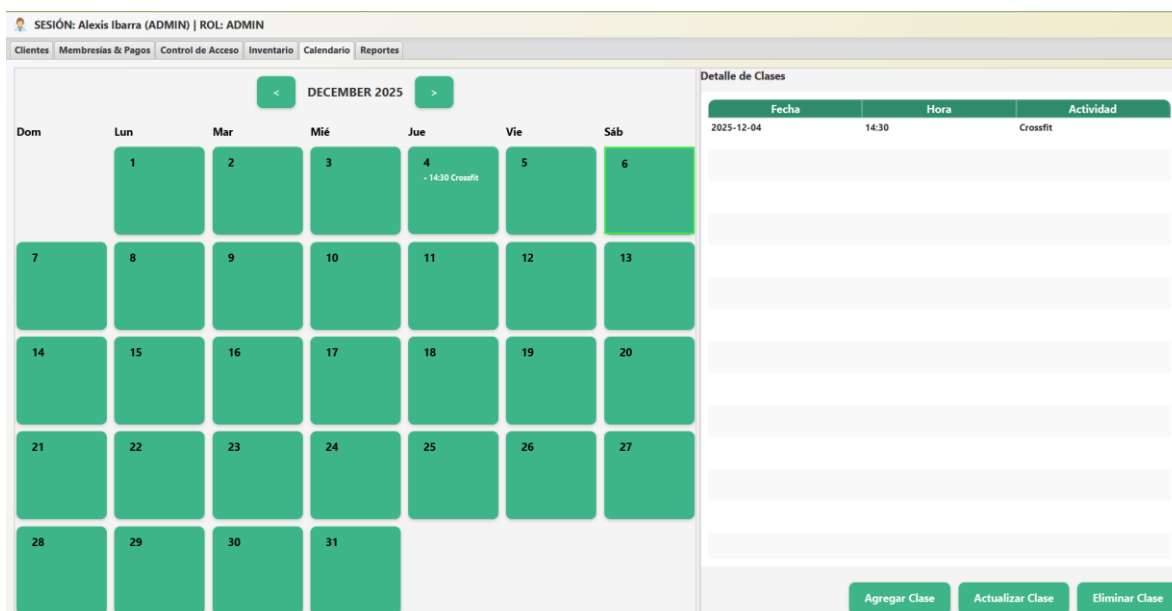 SESIÓN: Alexis Ibarra (ADMIN) | ROL: ADMIN
Clientes Membresías & Pagos Control de Acceso Inventario Calendario Reportes
< DECEMBER 2025 >
Dom Lun Mar Mié Jue Vie Sáb
1 2 3 4 5 6
- 14:30 Crossfit
7 8 9 10 11 12 13
14 15 16 17 18 19 20
21 22 23 24 25 26 27
28 29 30 31
Detalle de Clases
Fecha Hora Actividad
2025-12-04 14:30 Crossfit
Agregar Clase Actualizar Clase Eliminar Clase